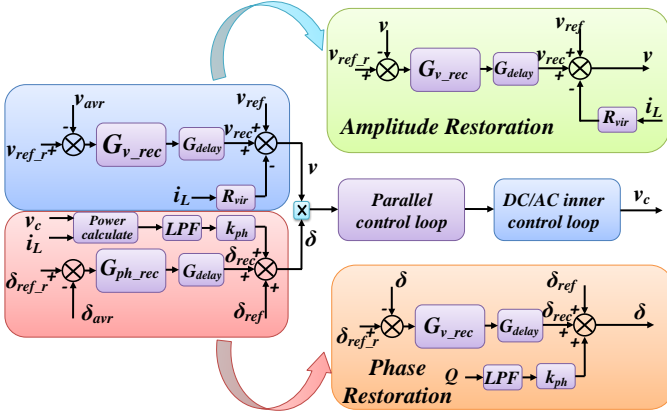 v_avr
v_ref
v_ref_r
-
+
G_v_rec
G_delay
v_rec
+
+
-
i_L
R_vir
v
v_c
i_L
Power
calculate
LPF
k_ph
δ_ref_r
+
-
G_ph_rec
G_delay
δ_rec
+
+
+
δ_avr
δ_ref
δ
×
Parallel
control loop
DC/AC inner
control loop
v_c
v
v_ref
v_ref_r
-
+
G_v_rec
G_delay
v_rec
+
+
-
v
R_vir
i_L
Amplitude Restoration
δ
δ_ref
δ_ref_r
-
+
G_v_rec
G_delay
δ_rec
+
+
+
δ
Q
LPF
k_ph
Phase
Restoration